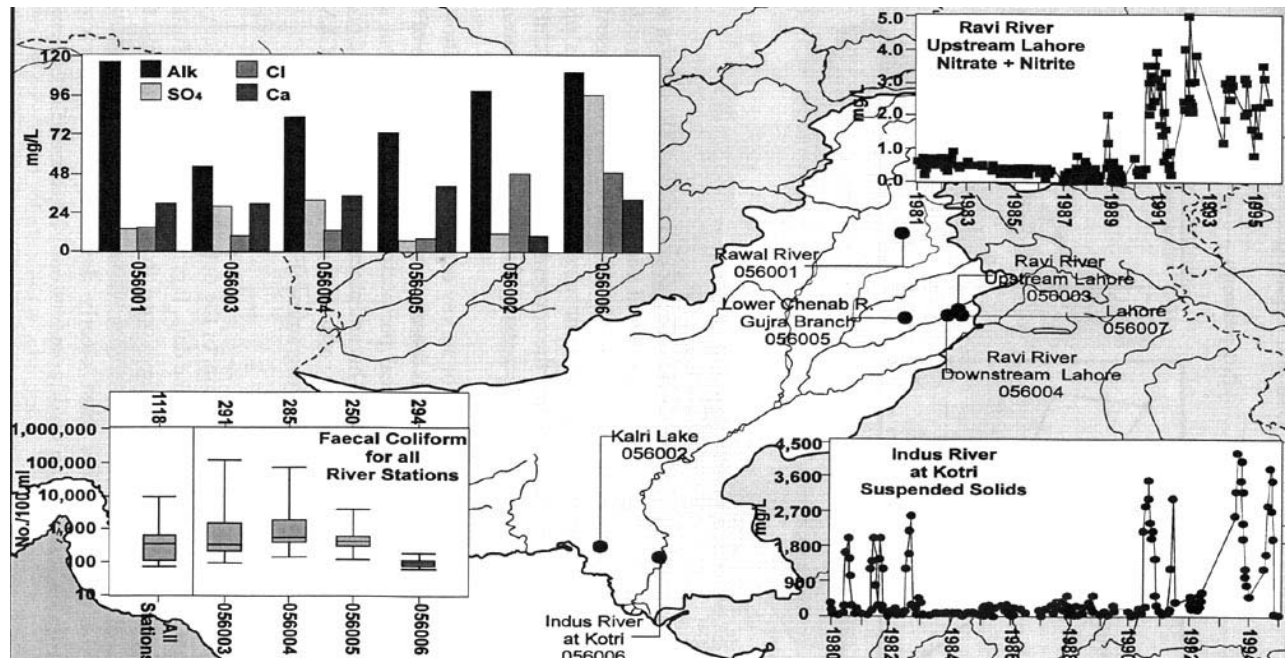 120
96
72
48
24
0
mg/L
Alk
Cl
SO₄
Ca
056001
056003
056004
056005
056002
056006
5.0
4.0
3.0
2.0
1.0
0.0
mg/L
Ravi River
Upstream Lahore
Nitrate + Nitrite
1981
1983
1985
1987
1989
1991
1993
1995
Rawal River
056001
Ravi River
Upstream Lahore
056003
Lower Chenab R.
Gujra Branch
056005
Lahore
056007
Ravi River
Downstream Lahore
056004
Kalri Lake
056002
Indus River
at Kotri
056006
1118
291
285
250
294
Faecal Coliform
for all
River Stations
1,000,000
100,000
10,000
1,000
100
10
No./100 ml
All
Stations
056003
056004
056005
056006
4,500
3,600
2,700
1,800
900
0
mg/L
Indus River
at Kotri
Suspended Solids
1980
1982
1984
1986
1988
1990
1992
1994